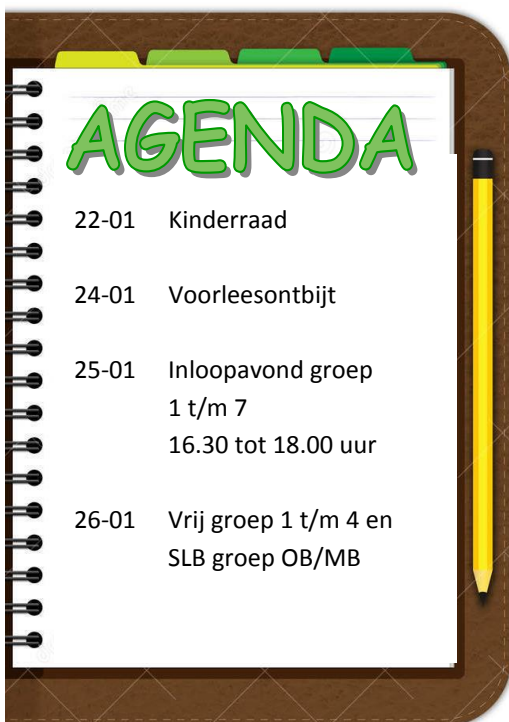 AGENDA
22-01 Kinderraad
24-01 Voorleesontbijt
25-01 Inloopavond groep
1 t/m 7
16.30 tot 18.00 uur
26-01 Vrij groep 1 t/m 4 en
SLB groep OB/MB